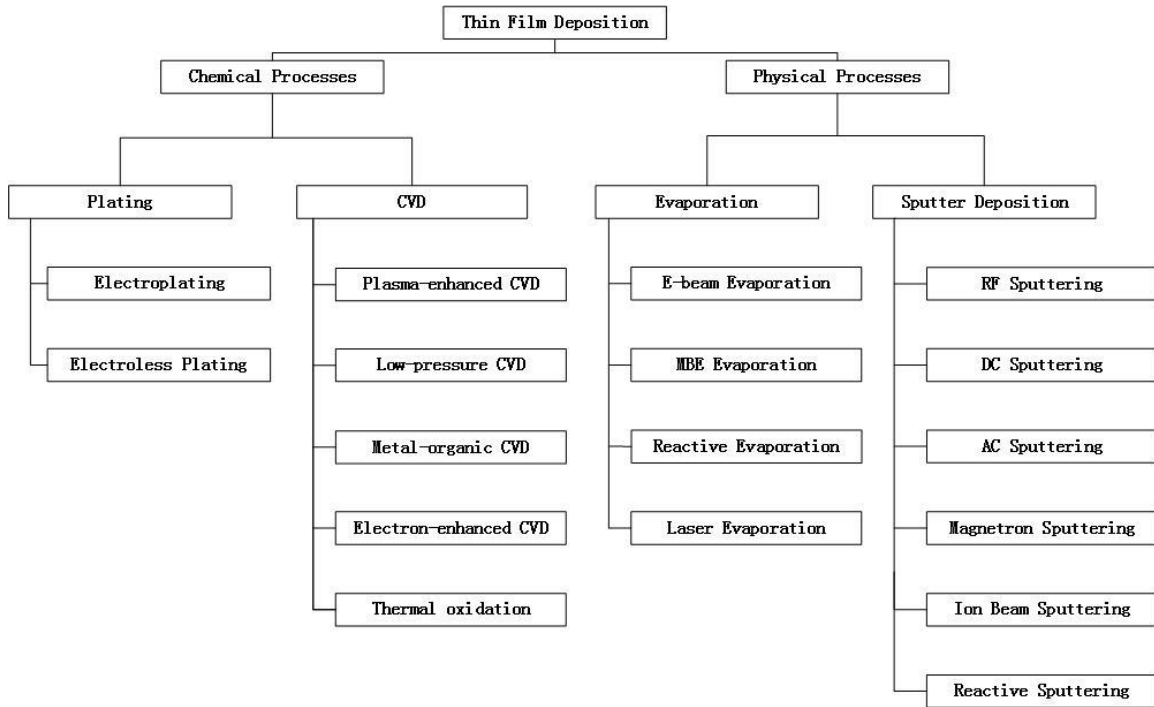 Thin Film Deposition
Chemical Processes
Physical Processes
Plating
CVD
Evaporation
Sputter Deposition
Electroplating
Electroless Plating
Plasma-enhanced CVD
Low-pressure CVD
Metal-organic CVD
Electron-enhanced CVD
Thermal oxidation
E-beam Evaporation
MBE Evaporation
Reactive Evaporation
Laser Evaporation
RF Sputtering
DC Sputtering
AC Sputtering
Magnetron Sputtering
Ion Beam Sputtering
Reactive Sputtering